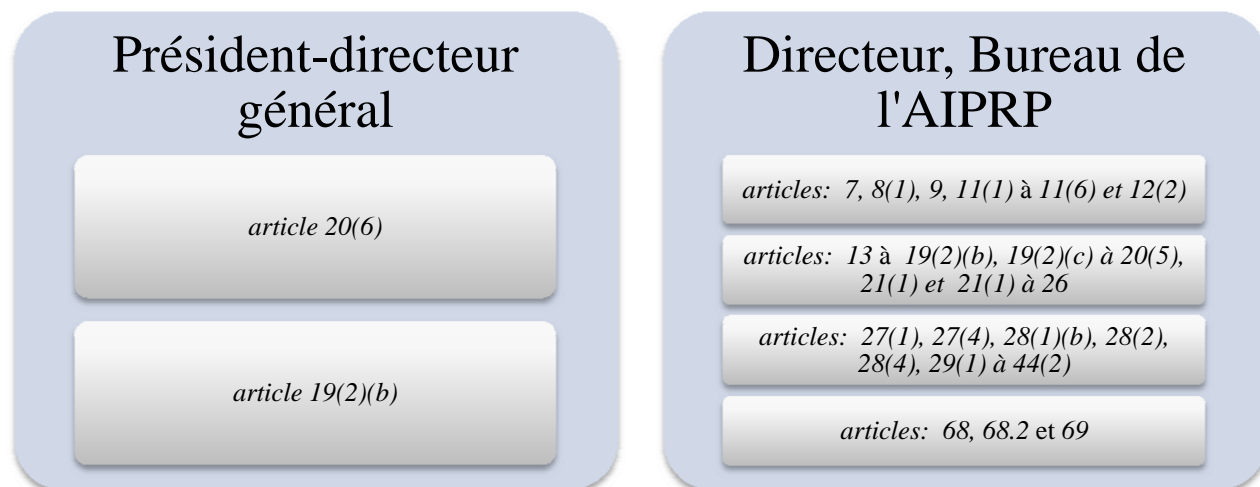 Président-directeur
général
article 20(6)
article 19(2)(b)
Directeur, Bureau de
l'AIPRP
articles: 7, 8(1), 9, 11(1) à 11(6) et 12(2)
articles: 13 à 19(2)(b), 19(2)(c) à 20(5),
21(1) et 21(1) à 26
articles: 27(1), 27(4), 28(1)(b), 28(2),
28(4), 29(1) à 44(2)
articles: 68, 68.2 et 69